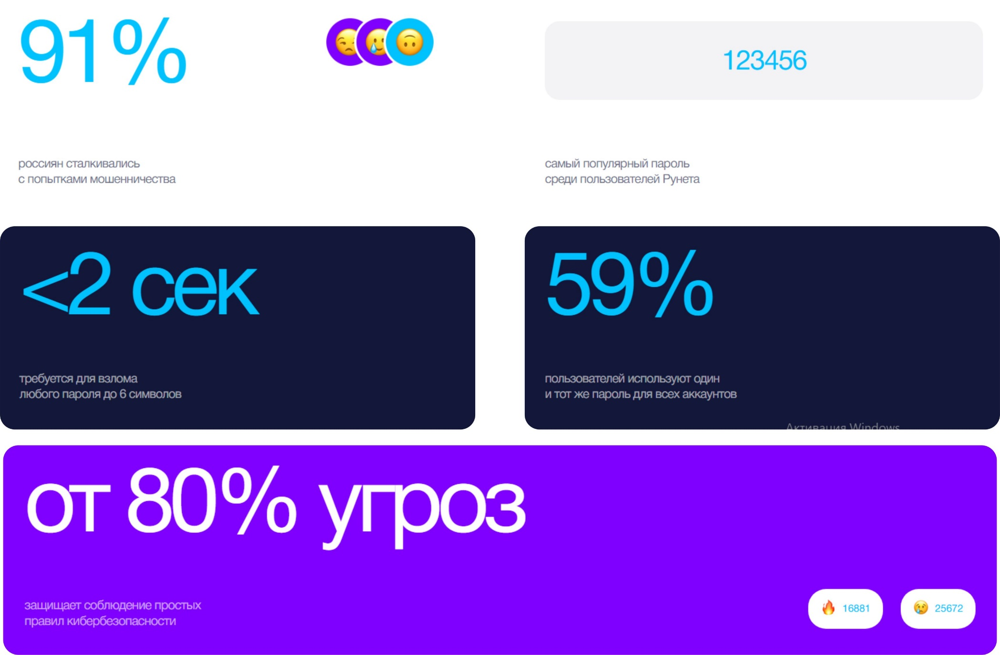 91%
123456
россиян сталкивались
с попытками мошенничества
самый популярный пароль
среди пользователей Рунета
<2 сек
требуется для взлома
любого пароля до 6 символов
59%
пользователей используют один
и тот же пароль для всех аккаунтов
Активация Windows
от 80% угроз
защищает соблюдение простых
правил кибербезопасности
16881
25672